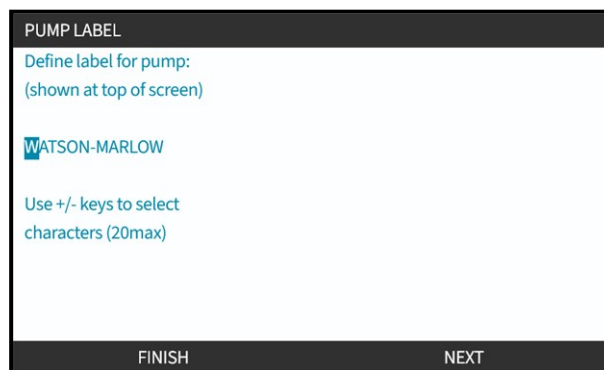 PUMP LABEL
Define label for pump:
(shown at top of screen)
WATSON-MARLOW
Use +/- keys to select
characters (20max)
FINISH NEXT